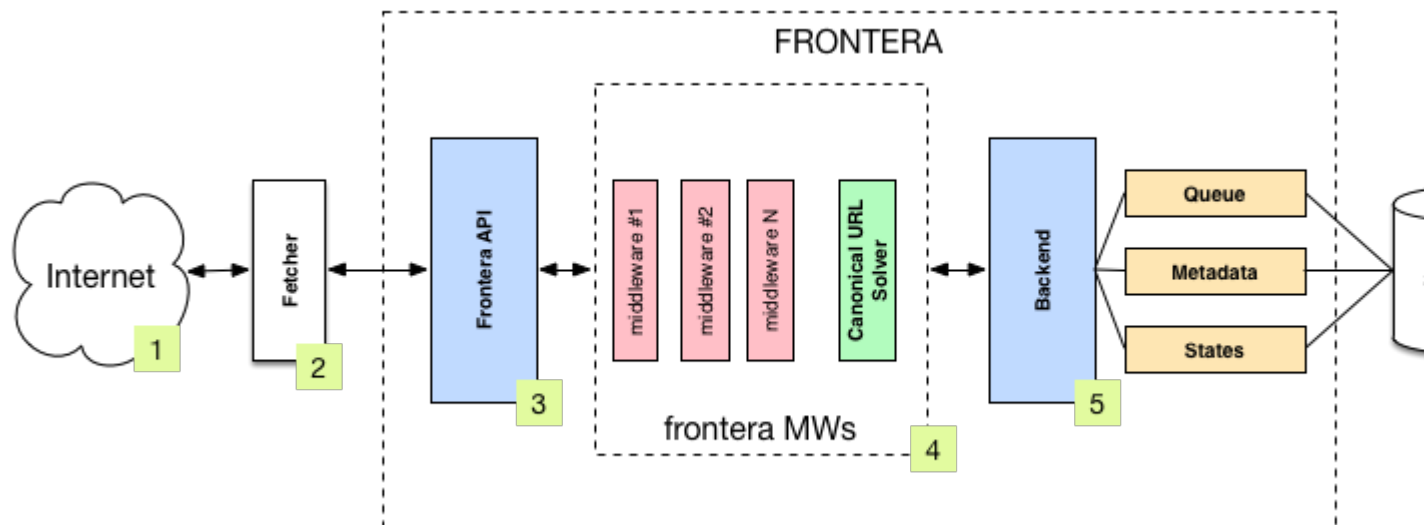 FRONTERA
Internet
1
Fetcher
2
Frontera API
3
middleware #1
middleware #2
middleware N
Canonical URL
Solver
frontera MWs
4
Backend
5
Queue
Metadata
States